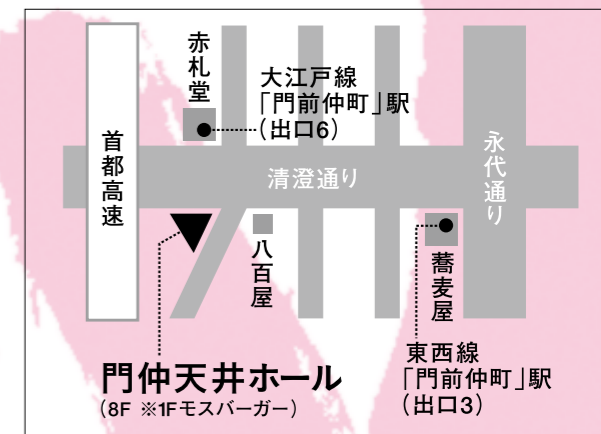 赤札堂
大江戸線
「門前仲町」駅
(出口6)
首都高速
清澄通り
永代通り
八百屋
蕎麦屋
門仲天井ホール
(8F ※1Fモスバーガー)
東西線
「門前仲町」駅
(出口3)